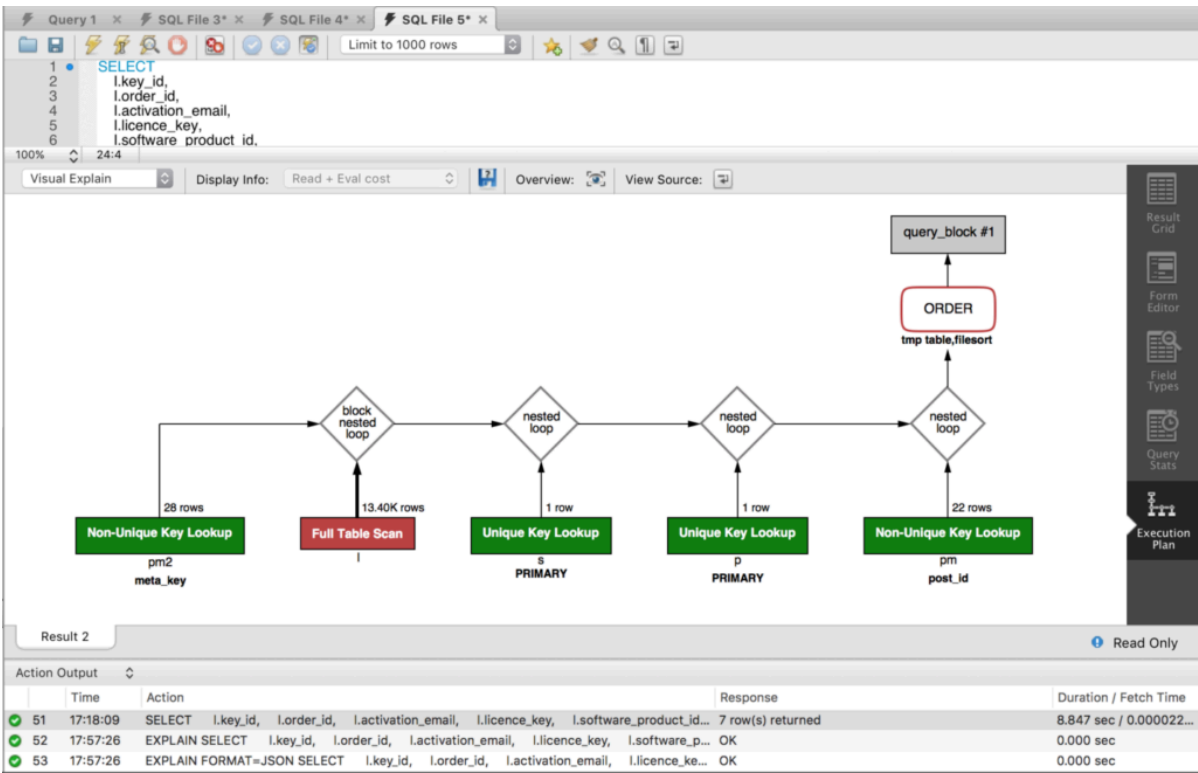 Query 1 × SQL File 3* × SQL File 4* × SQL File 5* ×
Limit to 1000 rows
1 SELECT
2 l.key_id,
3 l.order_id,
4 l.activation_email,
5 l.licence_key,
6 l.software_product_id,
100% 24:4
Visual Explain Display Info: Read + Eval cost Overview: View Source:
Result Grid
Form Editor
Field Types
Query Stats
Execution Plan
query_block #1
ORDER
tmp table,filesort
block nested loop
nested loop
nested loop
nested loop
28 rows
13.40K rows
1 row
1 row
22 rows
Non-Unique Key Lookup
Full Table Scan
Unique Key Lookup
Unique Key Lookup
Non-Unique Key Lookup
pm2
l
s
p
pm
meta_key
PRIMARY
PRIMARY
post_id
Result 2
Read Only
Action Output
Time Action Response Duration / Fetch Time
51 17:18:09 SELECT l.key_id, l.order_id, l.activation_email, l.licence_key, l.software_product_id... 7 row(s) returned 8.847 sec / 0.000022...
52 17:57:26 EXPLAIN SELECT l.key_id, l.order_id, l.activation_email, l.licence_key, l.software_p... OK 0.000 sec
53 17:57:26 EXPLAIN FORMAT=JSON SELECT l.key_id, l.order_id, l.activation_email, l.licence_ke... OK 0.000 sec